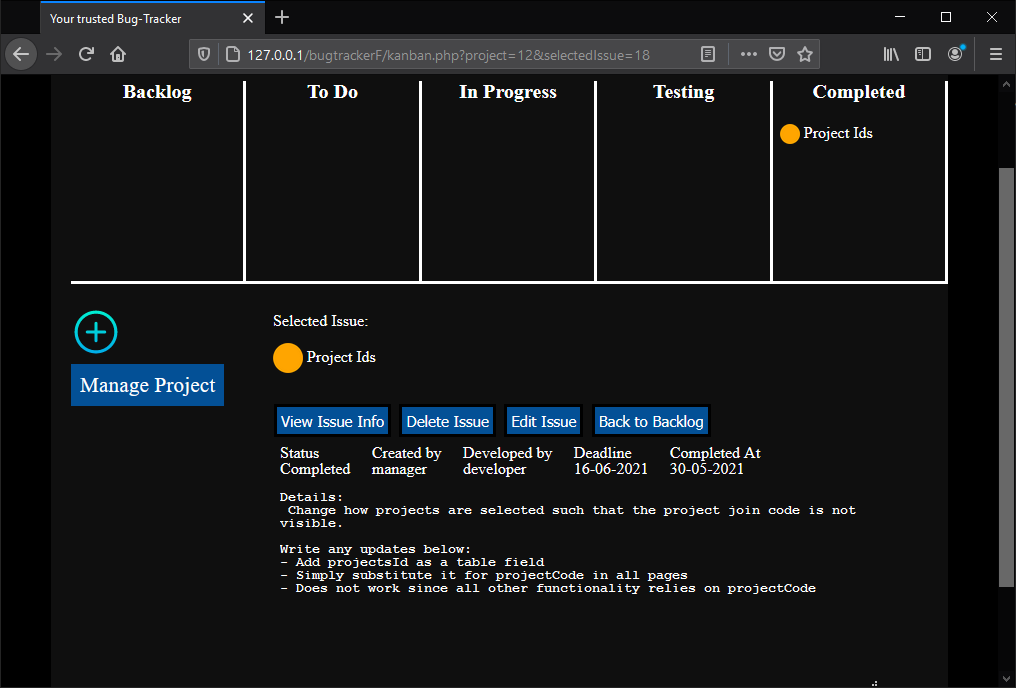 Your trusted Bug-Tracker
127.0.0.1/bugtrackerF/kanban.php?project=12&selectedIssue=18
Backlog To Do In Progress Testing Completed
Project Ids
Selected Issue:
Project Ids
Manage Project
View Issue Info Delete Issue Edit Issue Back to Backlog
Status Created by Developed by Deadline Completed At
Completed manager developer 16-06-2021 30-05-2021
Details:
Change how projects are selected such that the project join code is not
visible.
Write any updates below:
- Add projectsId as a table field
- Simply substitute it for projectCode in all pages
- Does not work since all other functionality relies on projectCode